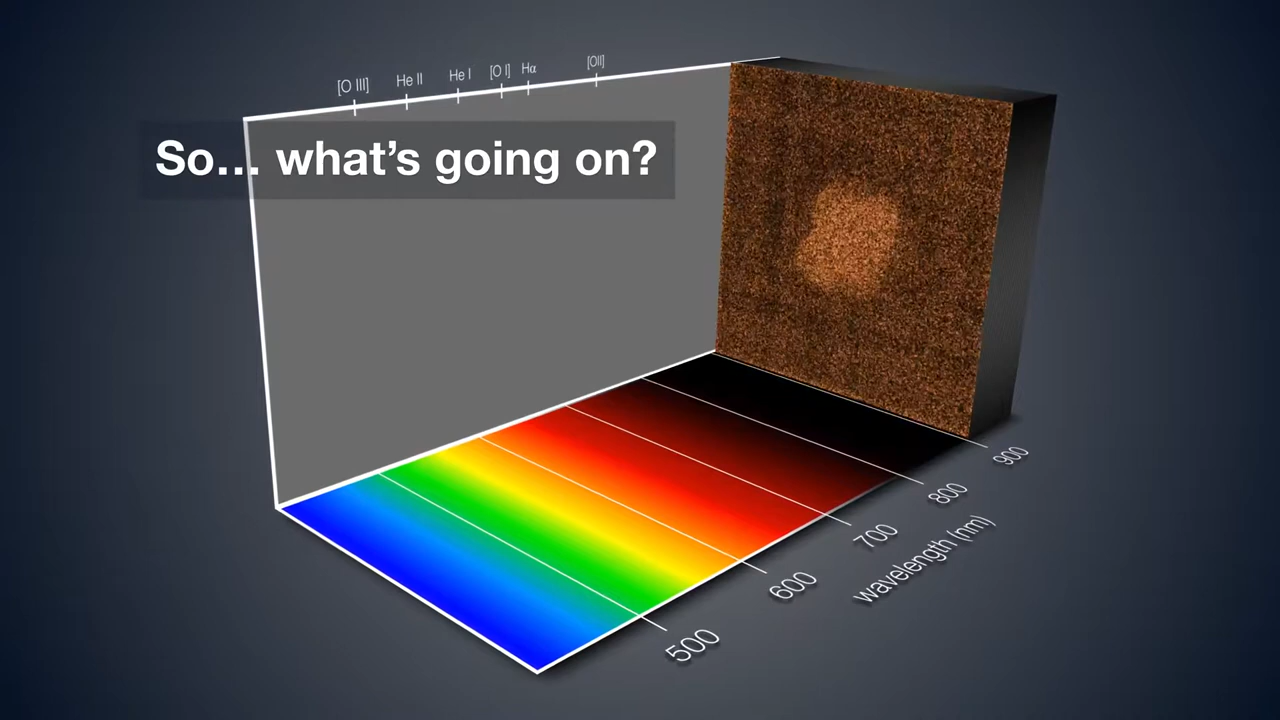 [O III] He II He I [O I] Hα [OII]
So... what's going on?
900
800
700
600
500
wavelength (nm)